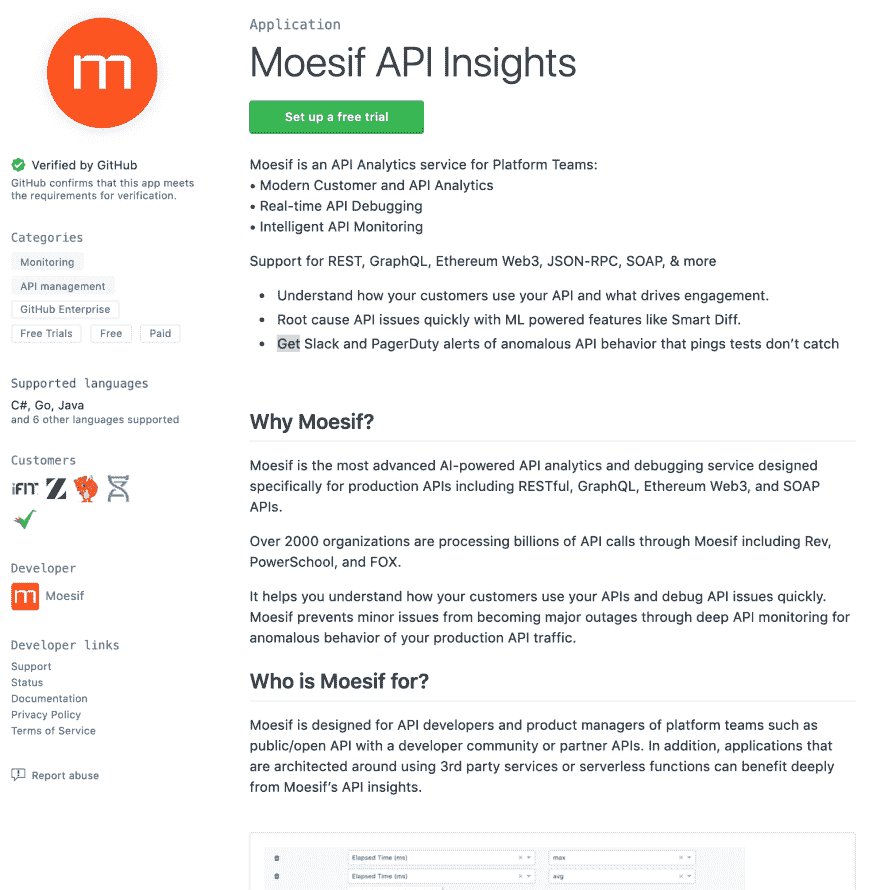 Application
Moesif API Insights
Set up a free trial
Verified by GitHub
GitHub confirms that this app meets
the requirements for verification.
Categories
Monitoring
API management
GitHub Enterprise
Free Trials
Free
Paid
Supported languages
C#, Go, Java
and 6 other languages supported
Customers
iFIT
Developer
Moesif
Developer links
Support
Status
Documentation
Privacy Policy
Terms of Service
Report abuse
Moesif is an API Analytics service for Platform Teams:
• Modern Customer and API Analytics
• Real-time API Debugging
• Intelligent API Monitoring
Support for REST, GraphQL, Ethereum Web3, JSON-RPC, SOAP, & more
• Understand how your customers use your API and what drives engagement.
• Root cause API issues quickly with ML powered features like Smart Diff.
• Get Slack and PagerDuty alerts of anomalous API behavior that pings tests don’t catch
Why Moesif?
Moesif is the most advanced AI-powered API analytics and debugging service designed
specifically for production APIs including RESTful, GraphQL, Ethereum Web3, and SOAP
APIs.
Over 2000 organizations are processing billions of API calls through Moesif including Rev,
PowerSchool, and FOX.
It helps you understand how your customers use your APIs and debug API issues quickly.
Moesif prevents minor issues from becoming major outages through deep API monitoring for
anomalous behavior of your production API traffic.
Who is Moesif for?
Moesif is designed for API developers and product managers of platform teams such as
public/open API with a developer community or partner APIs. In addition, applications that
are architected around using 3rd party services or serverless functions can benefit deeply
from Moesif’s API insights.
Elapsed Time (ms)
max
Elapsed Time (ms)
avg